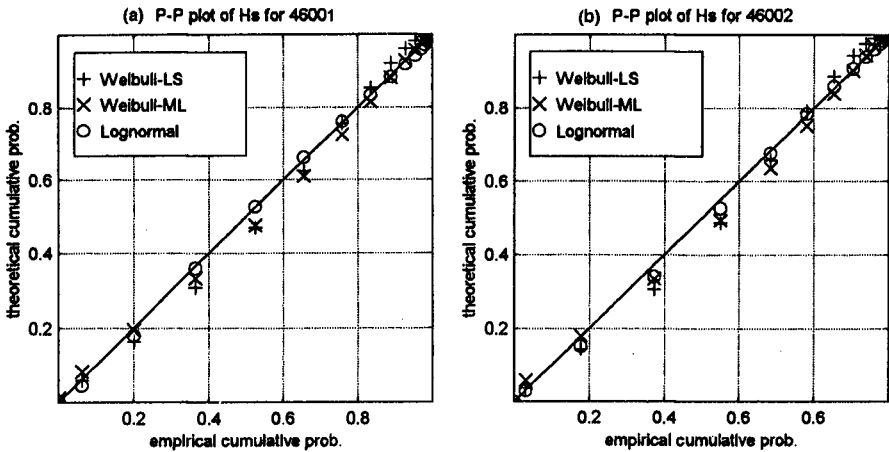 (a) P-P plot of Hs for 46001
Weibull-LS
Weibull-ML
Lognormal
0.8
0.6
0.4
0.2
theoretical cumulative prob.
0.2 0.4 0.6 0.8
empirical cumulative prob.
(b) P-P plot of Hs for 46002
Weibull-LS
Weibull-ML
Lognormal
0.8
0.6
0.4
0.2
theoretical cumulative prob.
0.2 0.4 0.6 0.8
empirical cumulative prob.